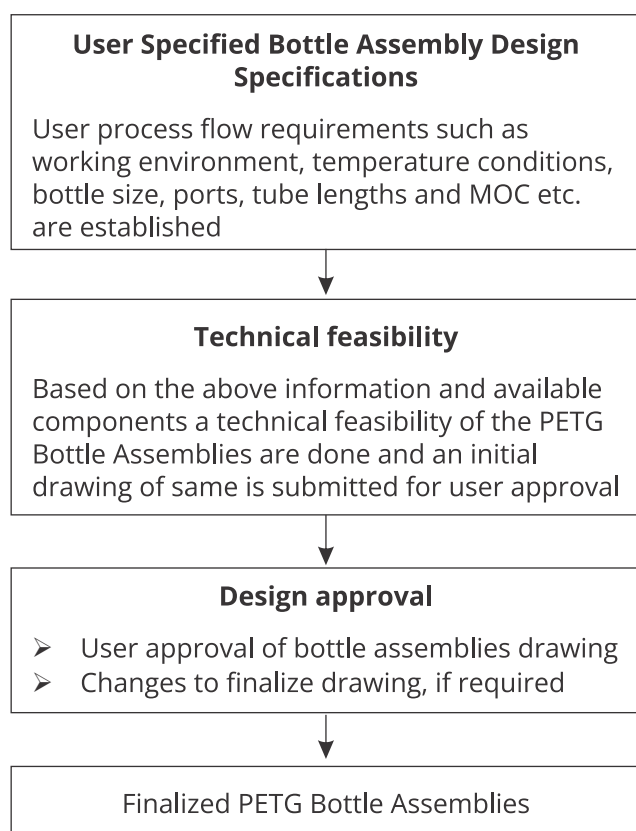 User Specified Bottle Assembly Design
Specifications
User process flow requirements such as
working environment, temperature conditions,
bottle size, ports, tube lengths and MOC etc.
are established
Technical feasibility
Based on the above information and available
components a technical feasibility of the PETG
Bottle Assemblies are done and an initial
drawing of same is submitted for user approval
Design approval
➢ User approval of bottle assemblies drawing
➢ Changes to finalize drawing, if required
Finalized PETG Bottle Assemblies